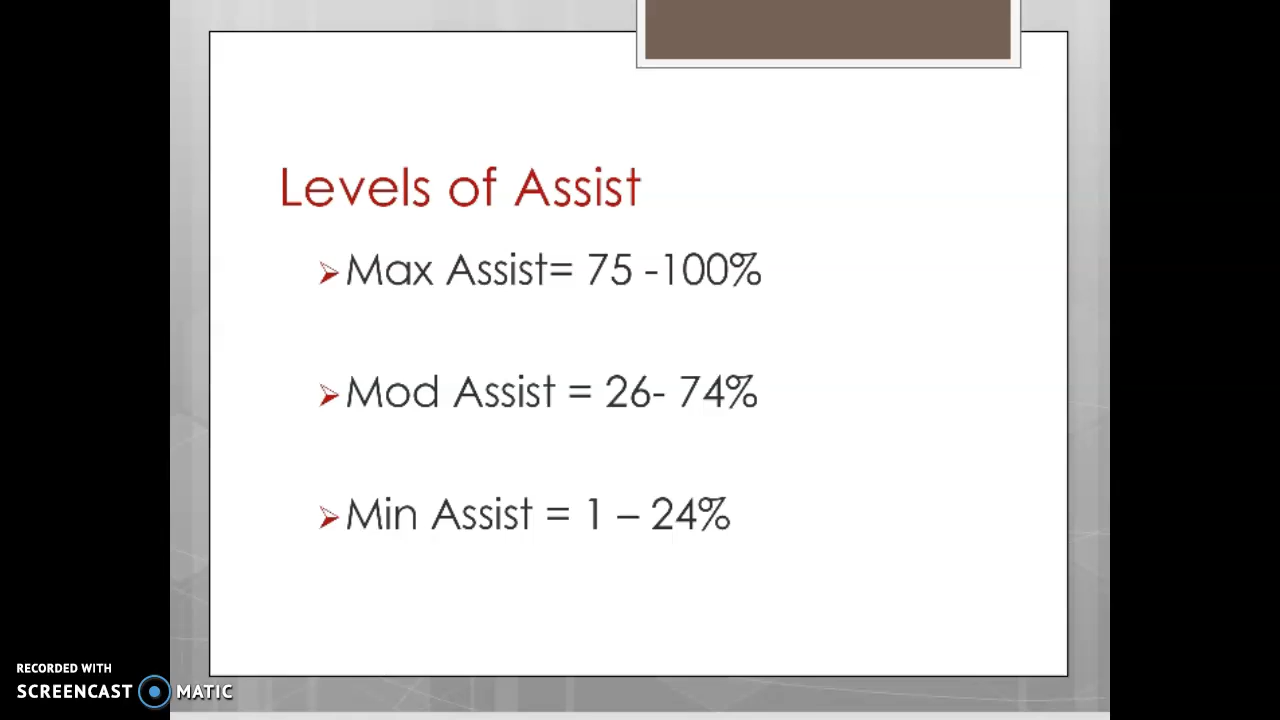 Levels of Assist
Max Assist= 75 -100%
Mod Assist = 26- 74%
Min Assist = 1 – 24%
RECORDED WITH
SCREENCAST MATIC